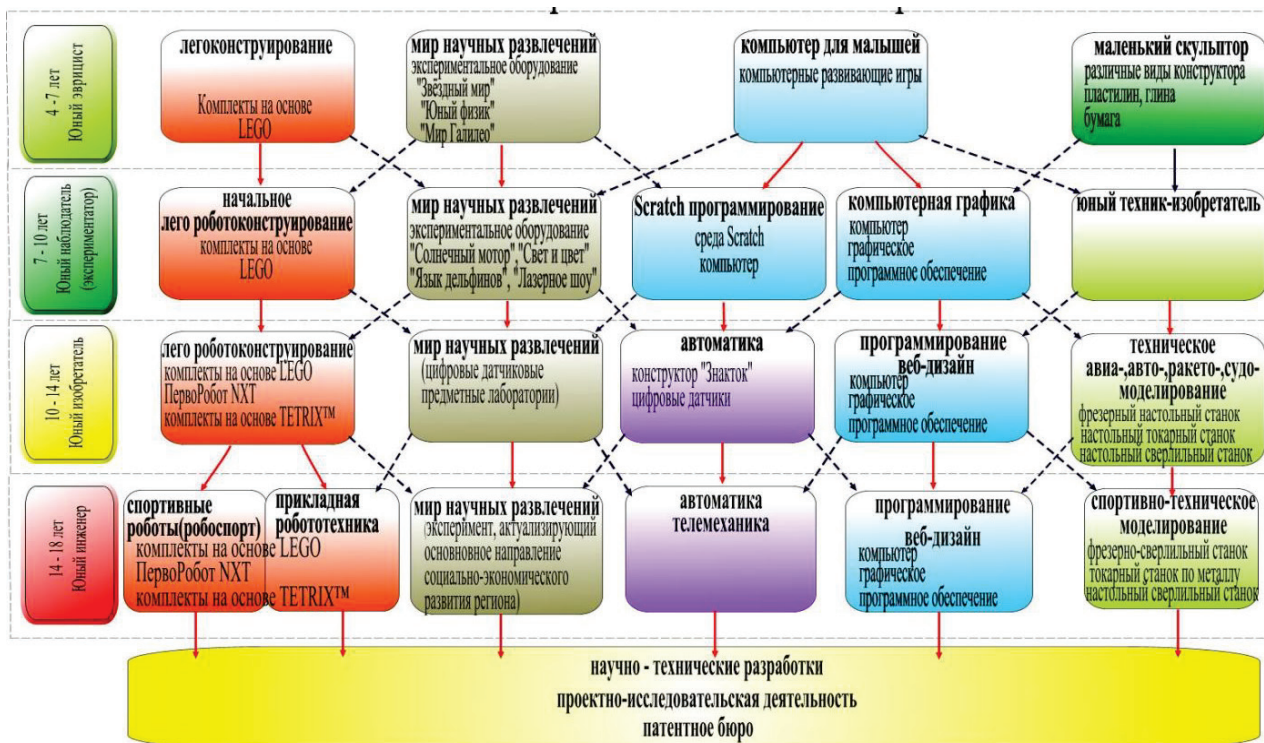 4 -7 лет
Юный эврицист
легоконструирование
Комплекты на основе
LEGO
мир научных развлечений
экспериментальное оборудование
"Звёздный мир"
"Юный физик"
"Мир Галилео"
компьютер для малышей
компьютерные развивающие игры
маленький скульптор
различные виды конструктора
пластилин, глина
бумага
7 - 10 лет
Юный наблюдатель
(экспериментатор)
начальное
лего роботоконструирование
комплекты на основе
LEGO
мир научных развлечений
экспериментальное оборудование
"Солнечный мотор","Свет и цвет"
"Язык дельфинов", "Лазерное шоу"
Scratch программирование
среда Scratch
компьютер
компьютерная графика
компьютер
графическое
программное обеспечение
юный техник-изобретатель
10 - 14 лет
Юный изобретатель
лего роботоконструирование
комплекты на основе LEGO
ПервоРобот NXT
комплекты на основе TETRIX™
мир научных развлечений
(цифровые датчиковые
предметные лаборатории)
автоматика
конструктор "Знакток"
цифровые датчики
программирование
веб-дизайн
компьютер
графическое
программное обеспечение
техническое
авиа-,авто-,ракето-,судо-
моделирование
фрезерный настольный станок
настольный токарный станок
настольный сверлильный станок
14 - 18 лет
Юный инженер
спортивные
роботы(робоспорт)
комплекты на основе LEGO
ПервоРобот NXT
комплекты на основе TETRIX™
прикладная
робототехника
мир научных развлечений
(эксперимент, актуализирующий
основновное направление
социально-экономического
развития региона)
автоматика
телемеханика
программирование
веб-дизайн
компьютер
графическое
программное обеспечение
спортивно-техническое
моделирование
фрезерно-сверлильный станок
токарный станок по металлу
настольный сверлильный станок
научно - технические разработки
проектно-исследовательская деятельность
патентное бюро